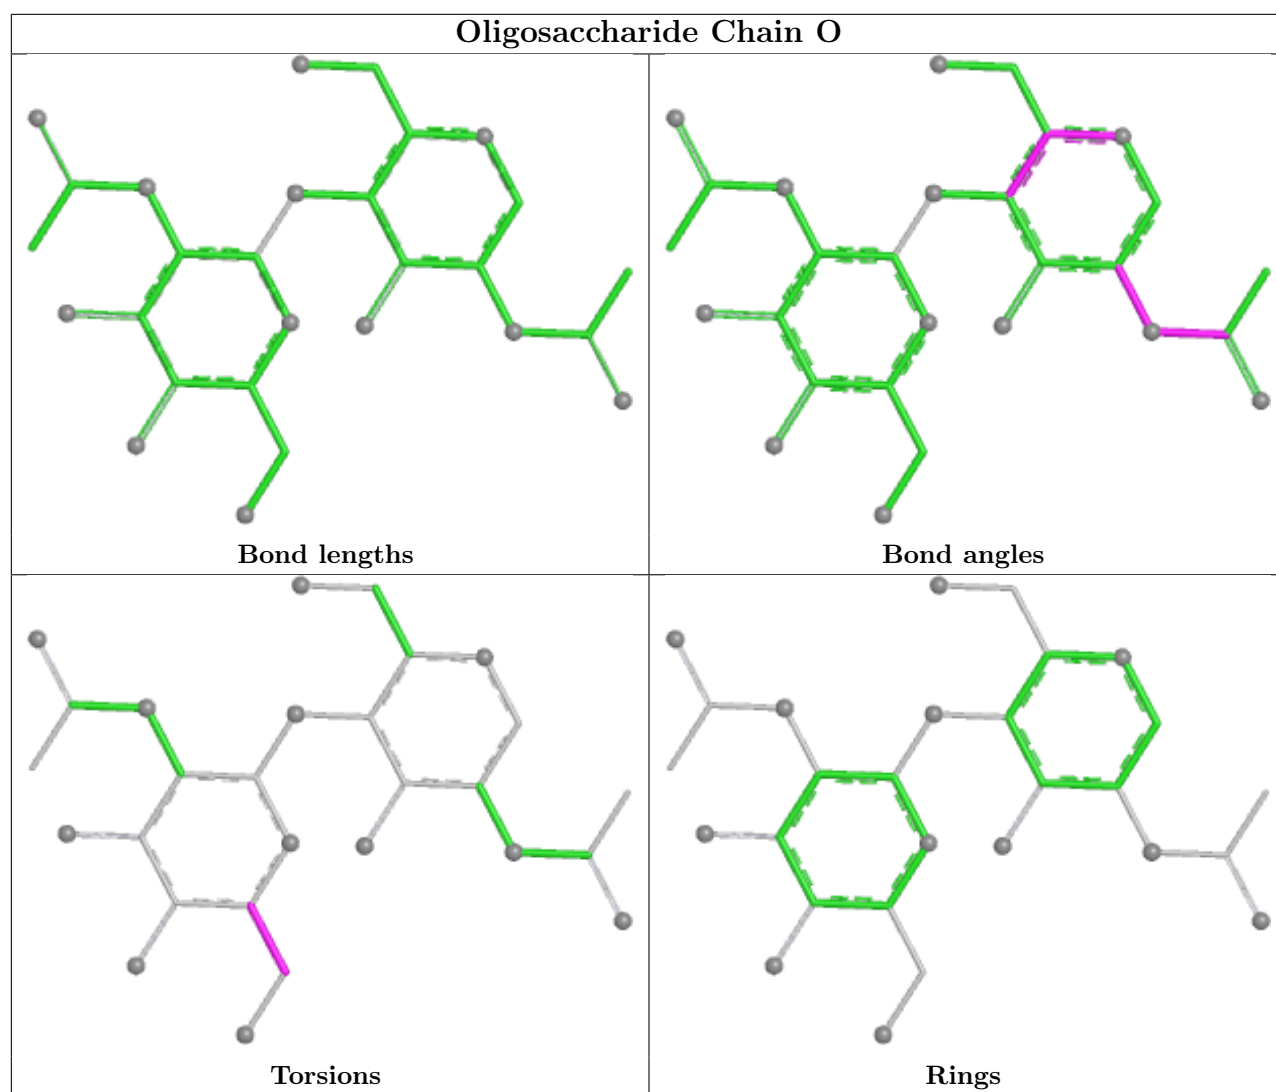 Oligosaccharide Chain O
Bond lengths
Bond angles
Torsions
Rings